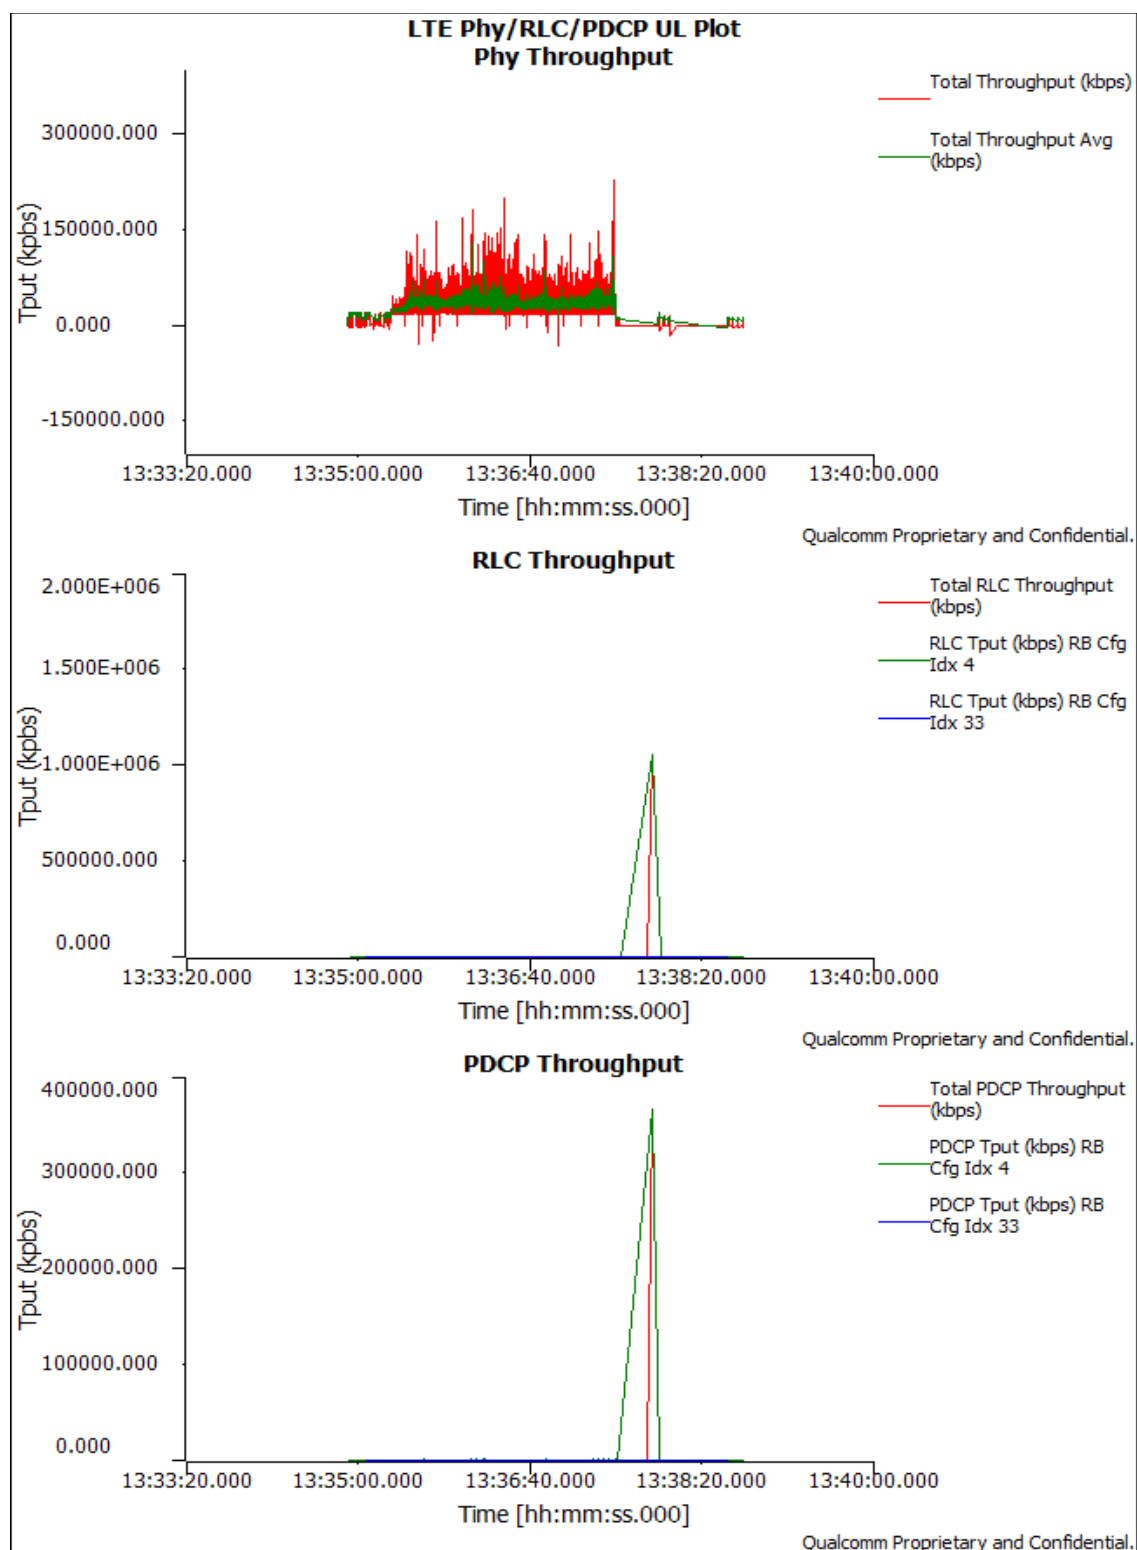 LTE Phy/RLC/PDCP UL Plot
Phy Throughput
Total Throughput (kbps)
Total Throughput Avg
(kbps)
Tput (kpbs)
300000.000
150000.000
0.000
-150000.000
13:33:20.000 13:35:00.000 13:36:40.000 13:38:20.000 13:40:00.000
Time [hh:mm:ss.000]
Qualcomm Proprietary and Confidential.
RLC Throughput
Total RLC Throughput
(kbps)
RLC Tput (kbps) RB Cfg
Idx 4
RLC Tput (kbps) RB Cfg
Idx 33
Tput (kpbs)
2.000E+006
1.500E+006
1.000E+006
500000.000
0.000
13:33:20.000 13:35:00.000 13:36:40.000 13:38:20.000 13:40:00.000
Time [hh:mm:ss.000]
Qualcomm Proprietary and Confidential.
PDCP Throughput
Total PDCP Throughput
(kbps)
PDCP Tput (kbps) RB
Cfg Idx 4
PDCP Tput (kbps) RB
Cfg Idx 33
Tput (kpbs)
400000.000
300000.000
200000.000
100000.000
0.000
13:33:20.000 13:35:00.000 13:36:40.000 13:38:20.000 13:40:00.000
Time [hh:mm:ss.000]
Qualcomm Proprietary and Confidential.